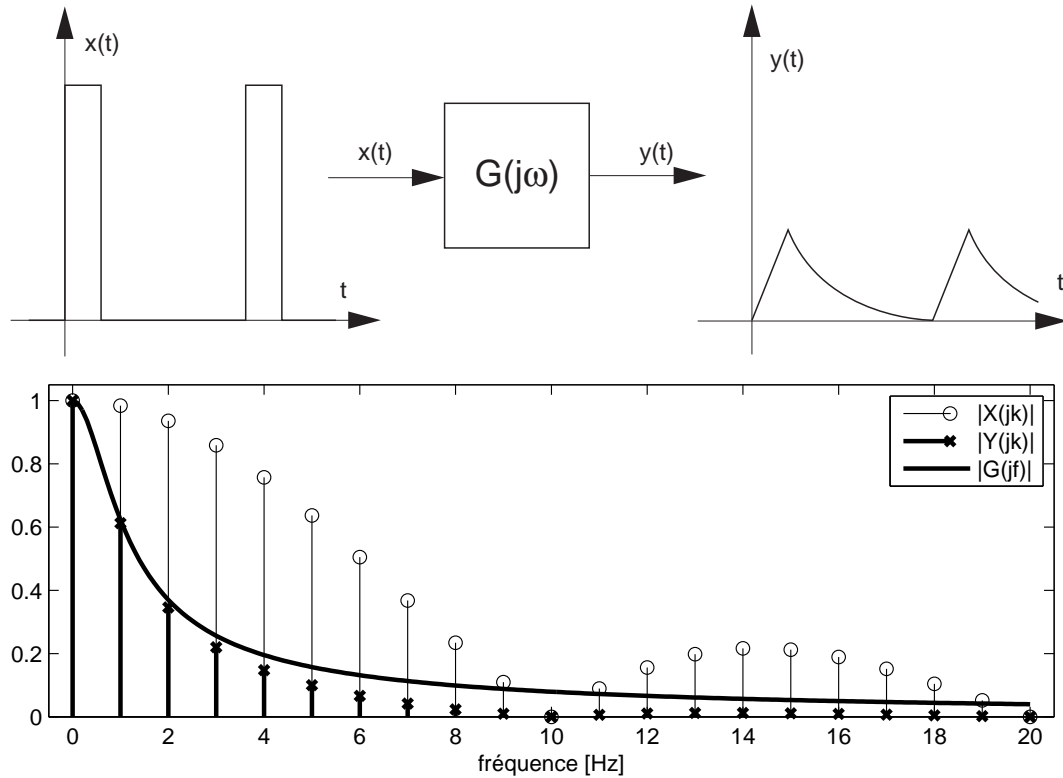 x(t)
t
x(t)
G(jω)
y(t)
y(t)
t
1
0.8
0.6
0.4
0.2
0
|X(jk)|
|Y(jk)|
|G(jf)|
0 2 4 6 8 10 12 14 16 18 20
fréquence [Hz]